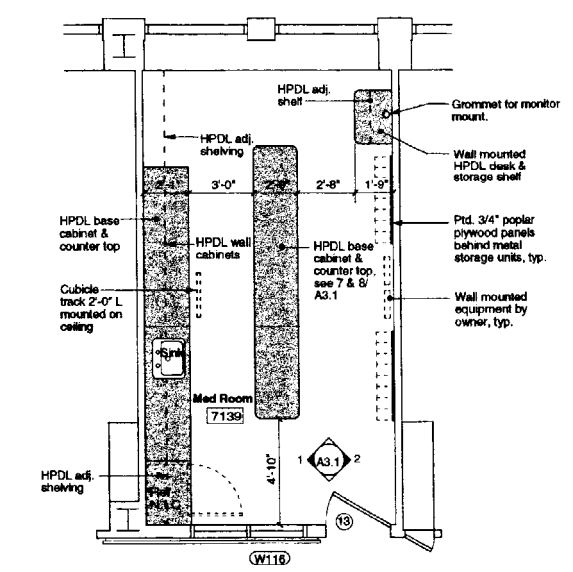 HPDL adj.
shelf
Grommet for monitor
mount.
HPDL adj.
shelving
Wall mounted
HPDL desk &
storage shelf
3'-0"
2'-8"
1'-9"
HPDL base
cabinet &
counter top
HPDL wall
cabinets
HPDL base
cabinet &
counter top,
see 7 & 8/
A3.1
Ptd. 3/4" poplar
plywood panels
behind metal
storage units, typ.
Cubicle
track 2'-0" L
mounted on
ceiling
Wall mounted
equipment by
owner, typ.
Sink
Med Room
7139
4'-10"
1
A3.1
2
HPDL adj.
shelving
N.I.C.
13
W116